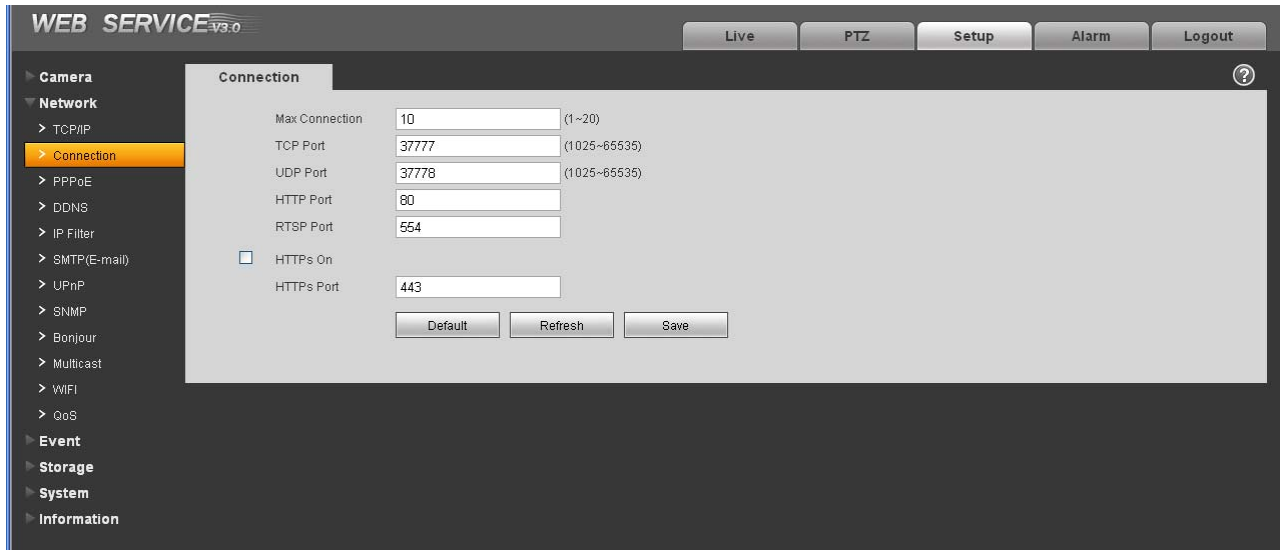 WEB SERVICE V3.0
Live PTZ Setup Alarm Logout
Camera
Network
> TCP/IP
> Connection
> PPPoE
> DDNS
> IP Filter
> SMTP(E-mail)
> UPnP
> SNMP
> Bonjour
> Multicast
> WIFI
> QoS
Event
Storage
System
Information
Connection ?
Max Connection 10 (1~20)
TCP Port 37777 (1025~65535)
UDP Port 37778 (1025~65535)
HTTP Port 80
RTSP Port 554
HTTPs On
HTTPs Port 443
Default Refresh Save